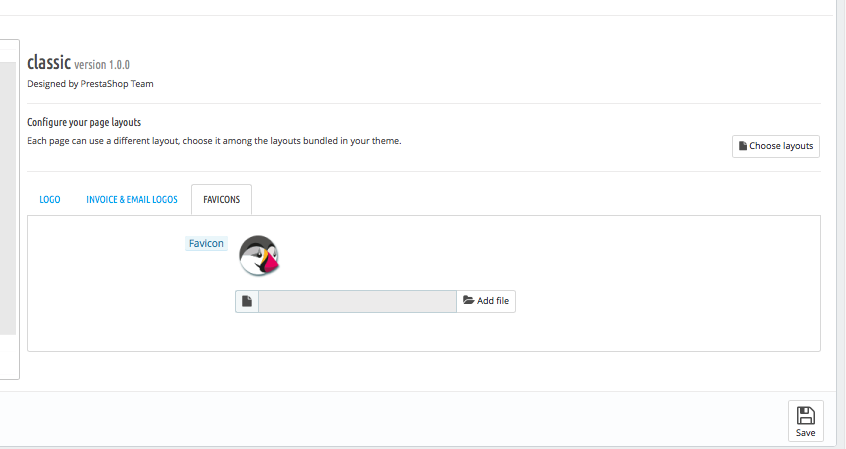 classic version 1.0.0
Designed by PrestaShop Team
Configure your page layouts
Each page can use a different layout, choose it among the layouts bundled in your theme.
Choose layouts
LOGO INVOICE & EMAIL LOGOS FAVICONS
Favicon
Add file
Save